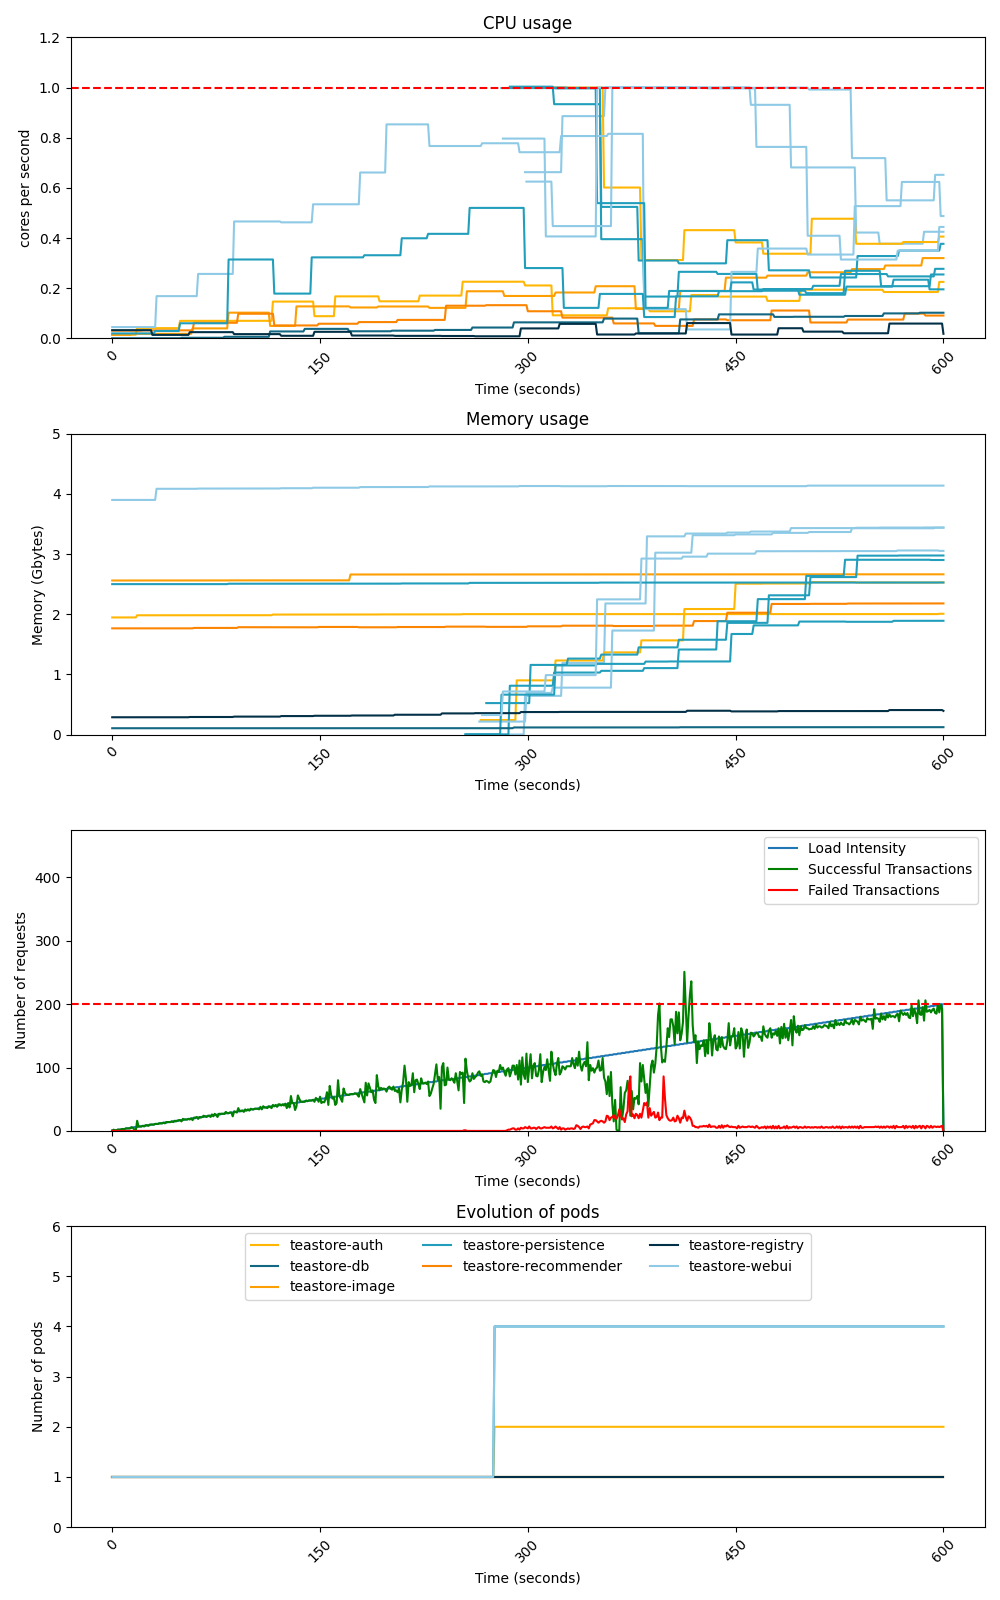 CPU usage
1.2
1.0
0.8
0.6
0.4
0.2
0.0
cores per second
0 150 300 450 600
Time (seconds)
Memory usage
5
4
3
2
1
0
Memory (Gbytes)
0 150 300 450 600
Time (seconds)
Load Intensity
Successful Transactions
Failed Transactions
400
300
200
100
0
Number of requests
0 150 300 450 600
Time (seconds)
Evolution of pods
teastore-auth teastore-persistence teastore-registry
teastore-db teastore-recommender teastore-webui
teastore-image
6
5
4
3
2
1
0
Number of pods
0 150 300 450 600
Time (seconds)